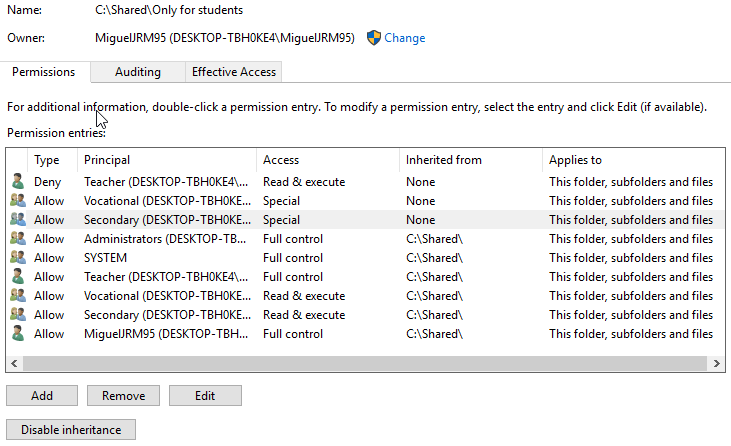 Name: C:\Shared\Only for students
Owner: MiguelJRM95 (DESKTOP-TBH0KE4\MiguelJRM95) Change
Permissions Auditing Effective Access
For additional information, double-click a permission entry. To modify a permission entry, select the entry and click Edit (if available).
Permission entries:
Type Principal Access Inherited from Applies to
Deny Teacher (DESKTOP-TBH0KE4\... Read & execute None This folder, subfolders and files
Allow Vocational (DESKTOP-TBH0KE... Special None This folder, subfolders and files
Allow Secondary (DESKTOP-TBH0KE... Special None This folder, subfolders and files
Allow Administrators (DESKTOP-TB... Full control C:\Shared\ This folder, subfolders and files
Allow SYSTEM Full control C:\Shared\ This folder, subfolders and files
Allow Teacher (DESKTOP-TBH0KE4\... Full control C:\Shared\ This folder, subfolders and files
Allow Vocational (DESKTOP-TBH0KE... Read & execute C:\Shared\ This folder, subfolders and files
Allow Secondary (DESKTOP-TBH0KE... Read & execute C:\Shared\ This folder, subfolders and files
Allow MiguelJRM95 (DESKTOP-TBH... Full control C:\Shared\ This folder, subfolders and files
Add Remove Edit
Disable inheritance